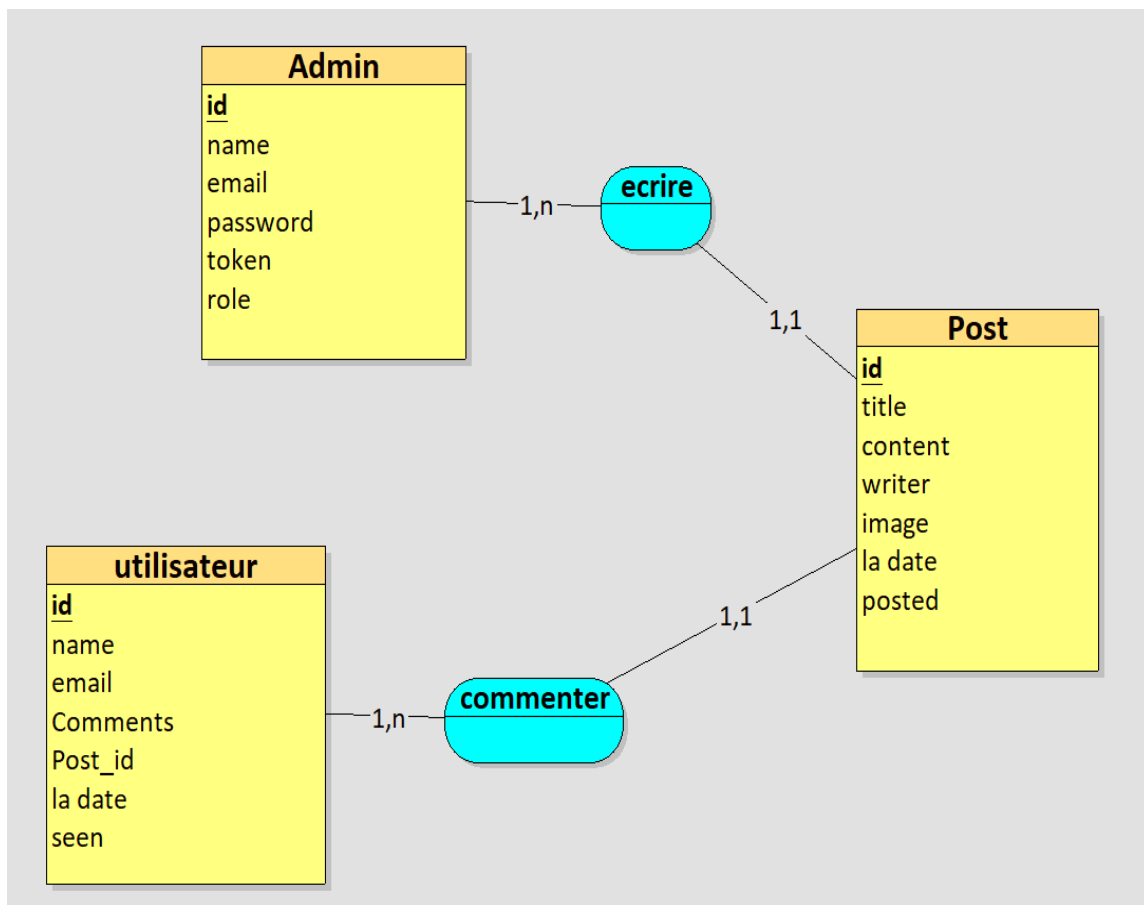 Admin
id
name
email
password
token
role
1,n
ecrire
1,1
Post
id
title
content
writer
image
la date
posted
utilisateur
id
name
email
Comments
Post_id
la date
seen
1,n
commenter
1,1